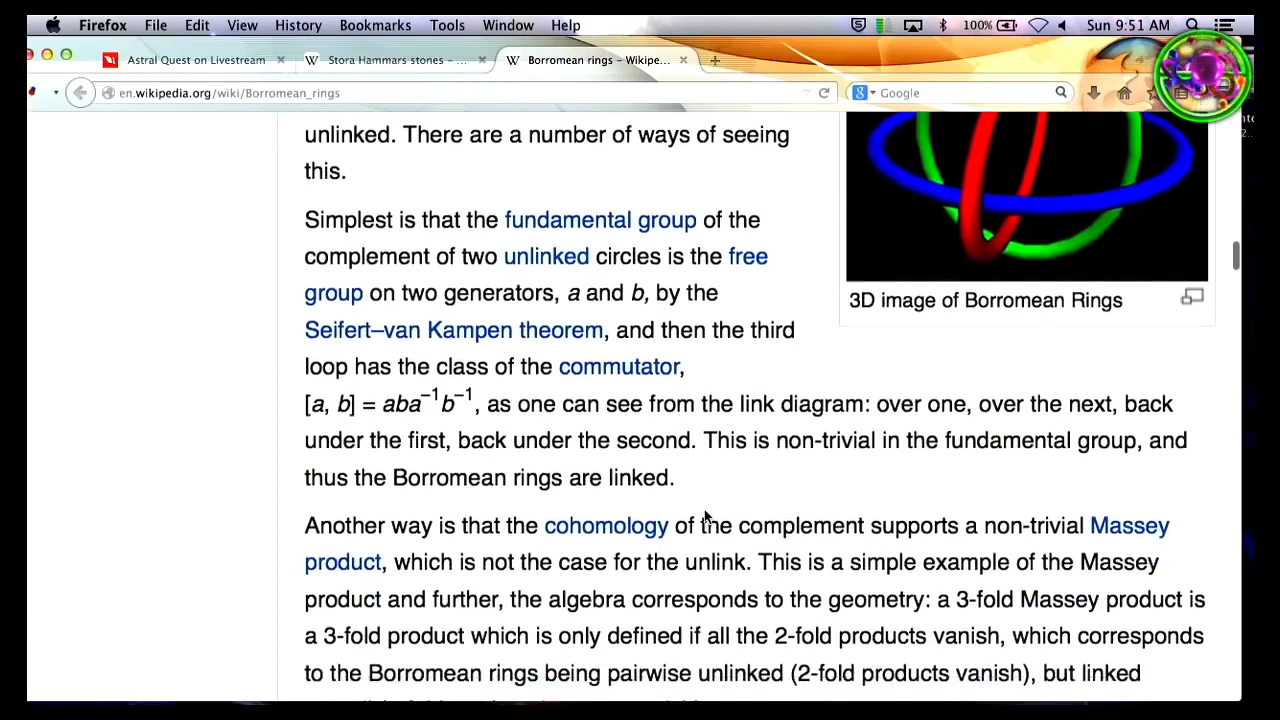 Firefox File Edit View History Bookmarks Tools Window Help 100% Sun 9:51 AM
Astral Quest on Livestream × Stora Hammars stones - ... × Borromean rings – Wikipe... × +
en.wikipedia.org/wiki/Borromean_rings Google
unlinked. There are a number of ways of seeing
this.
Simplest is that the fundamental group of the
complement of two unlinked circles is the free
group on two generators, a and b, by the
Seifert–van Kampen theorem, and then the third
loop has the class of the commutator,
3D image of Borromean Rings
[a, b] = aba⁻¹b⁻¹, as one can see from the link diagram: over one, over the next, back
under the first, back under the second. This is non-trivial in the fundamental group, and
thus the Borromean rings are linked.
Another way is that the cohomology of the complement supports a non-trivial Massey
product, which is not the case for the unlink. This is a simple example of the Massey
product and further, the algebra corresponds to the geometry: a 3-fold Massey product is
a 3-fold product which is only defined if all the 2-fold products vanish, which corresponds
to the Borromean rings being pairwise unlinked (2-fold products vanish), but linked